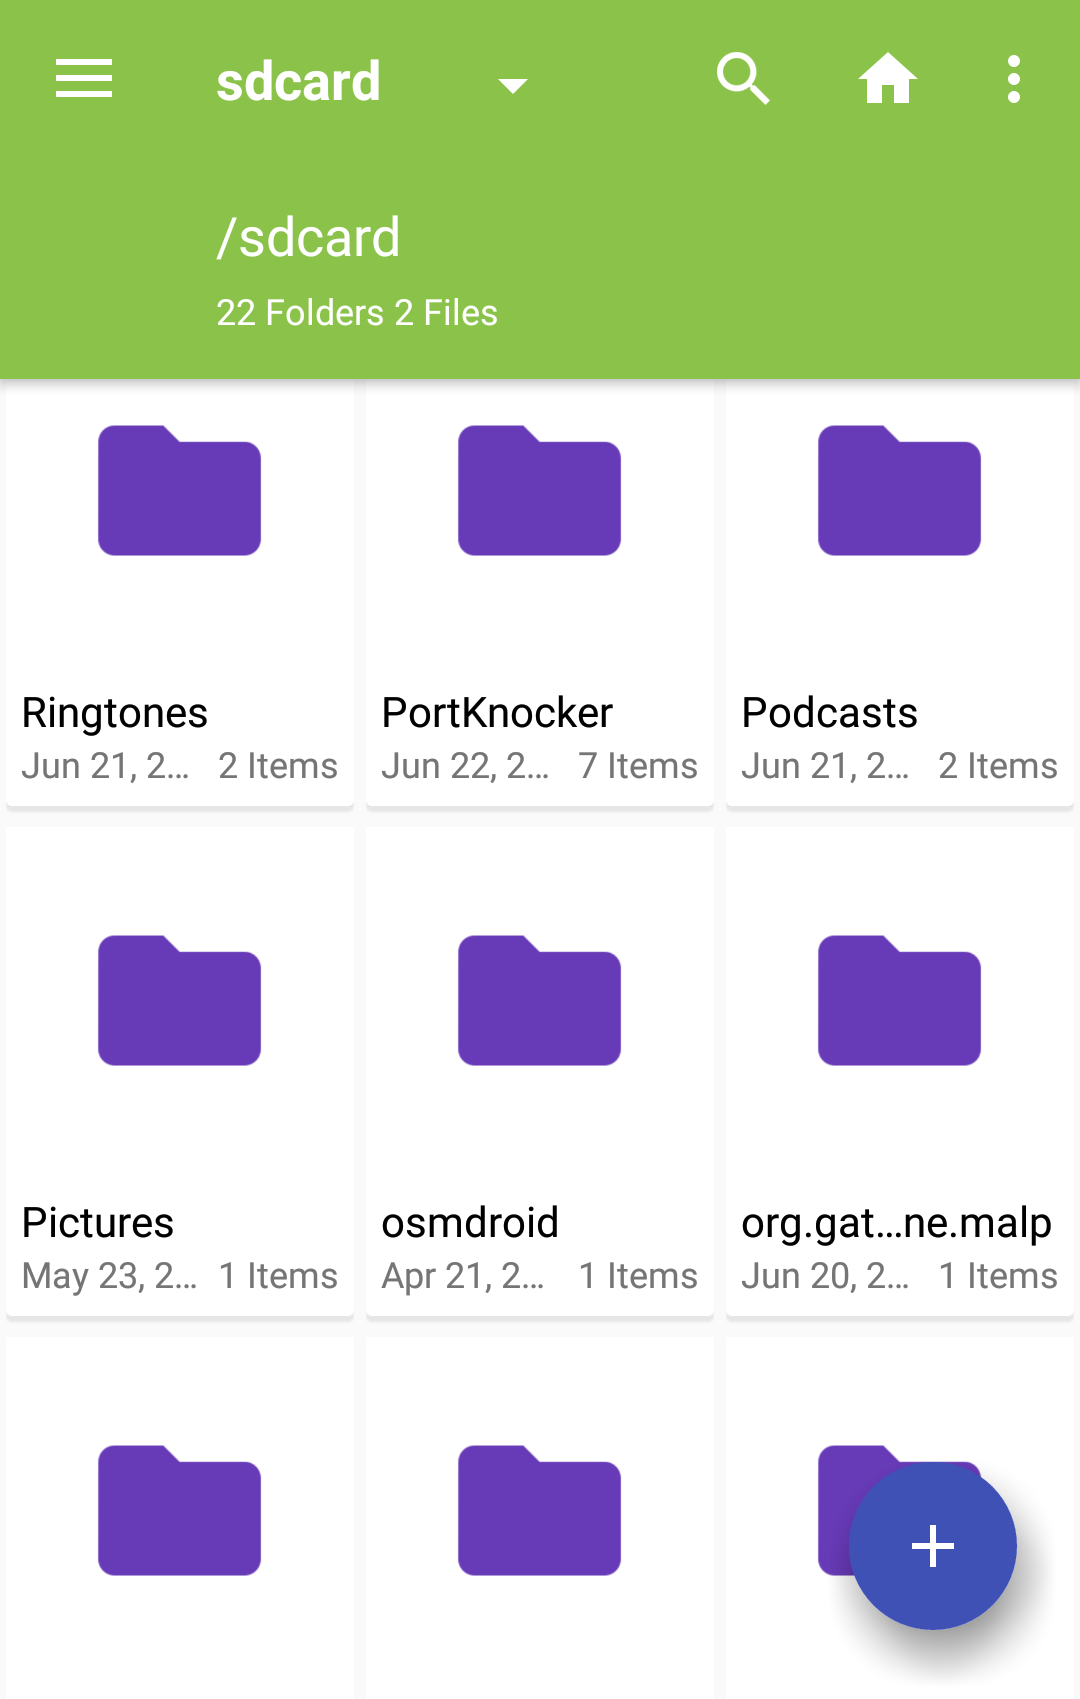 sdcard
/sdcard
22 Folders 2 Files
Ringtones
Jun 21, 2... 2 Items
PortKnocker
Jun 22, 2... 7 Items
Podcasts
Jun 21, 2... 2 Items
Pictures
May 23, 2... 1 Items
osmdroid
Apr 21, 2... 1 Items
org.gat...ne.malp
Jun 20, 2... 1 Items